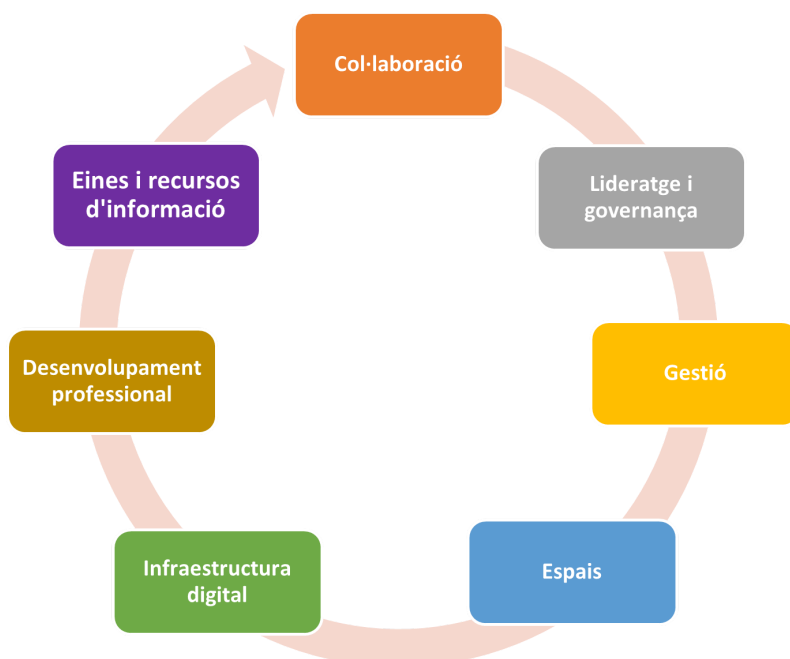 Col·laboració
Lideratge i
governança
Gestió
Espais
Infraestructura
digital
Desenvolupament
professional
Eines i recursos
d'informació